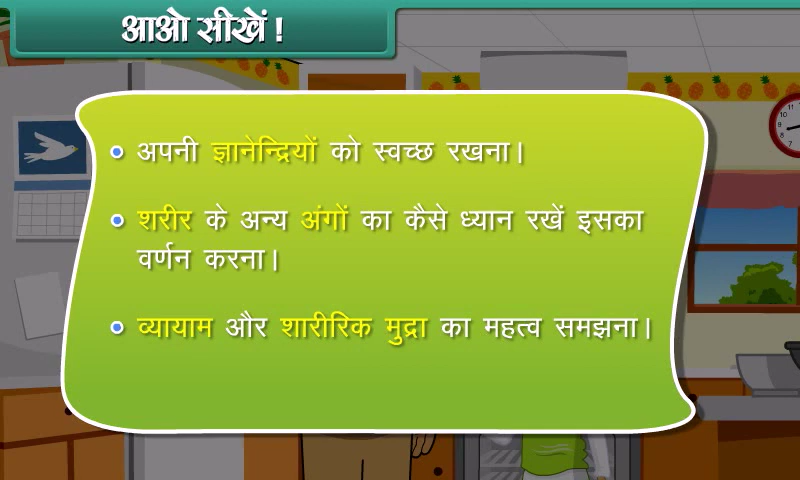 आओ सीखें!
अपनी ज्ञानेन्द्रियों को स्वच्छ रखना।
शरीर के अन्य अंगों का कैसे ध्यान रखें इसका
वर्णन करना।
व्यायाम और शारीरिक मुद्रा का महत्व समझना।